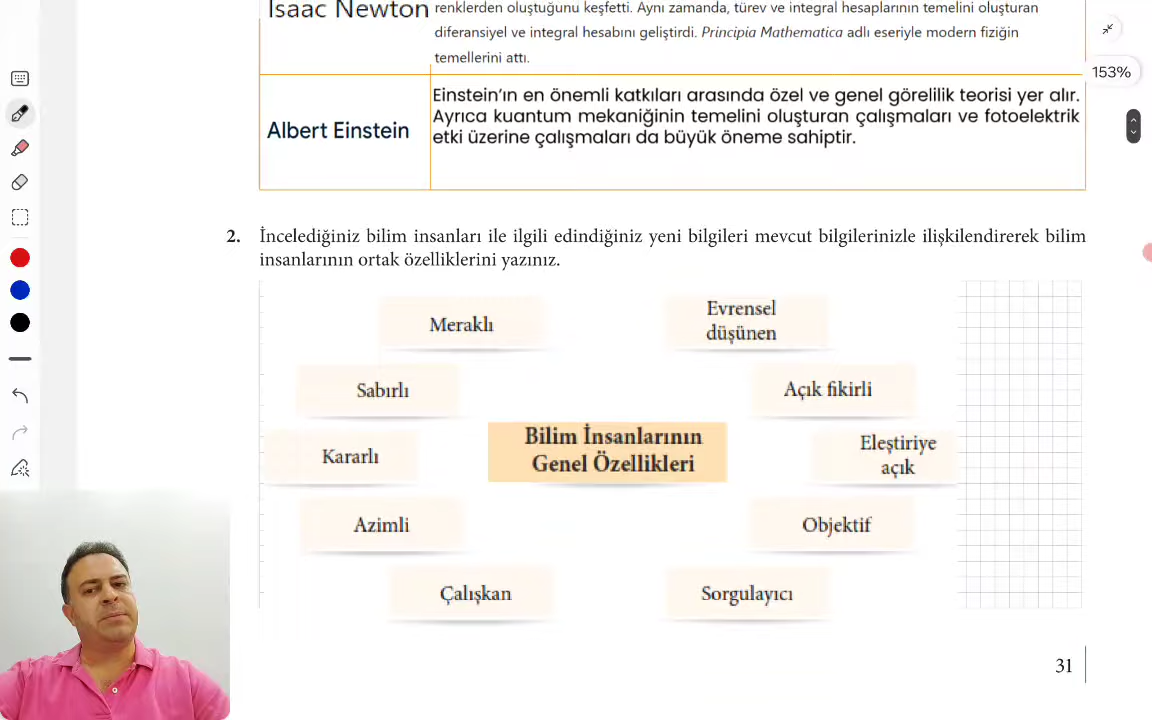 Isaac Newton
renklerden oluştuğunu keşfetti. Aynı zamanda, türev ve integral hesaplarının temelini oluşturan
diferansiyel ve integral hesabını geliştirdi. Principia Mathematica adlı eseriyle modern fiziğin
temellerini attı.
153%
Albert Einstein
Einstein'ın en önemli katkıları arasında özel ve genel görelilik teorisi yer alır.
Ayrıca kuantum mekaniğinin temelini oluşturan çalışmaları ve fotoelektrik
etki üzerine çalışmaları da büyük öneme sahiptir.
2. İncelediğiniz bilim insanları ile ilgili edindiğiniz yeni bilgileri mevcut bilgilerinizle ilişkilendirerek bilim
insanlarının ortak özelliklerini yazınız.
Meraklı
Evrensel
düşünen
Sabırlı
Açık fikirli
Bilim İnsanlarının
Genel Özellikleri
Kararlı
Eleştiriye
açık
Azimli
Objektif
Çalışkan
Sorgulayıcı
31